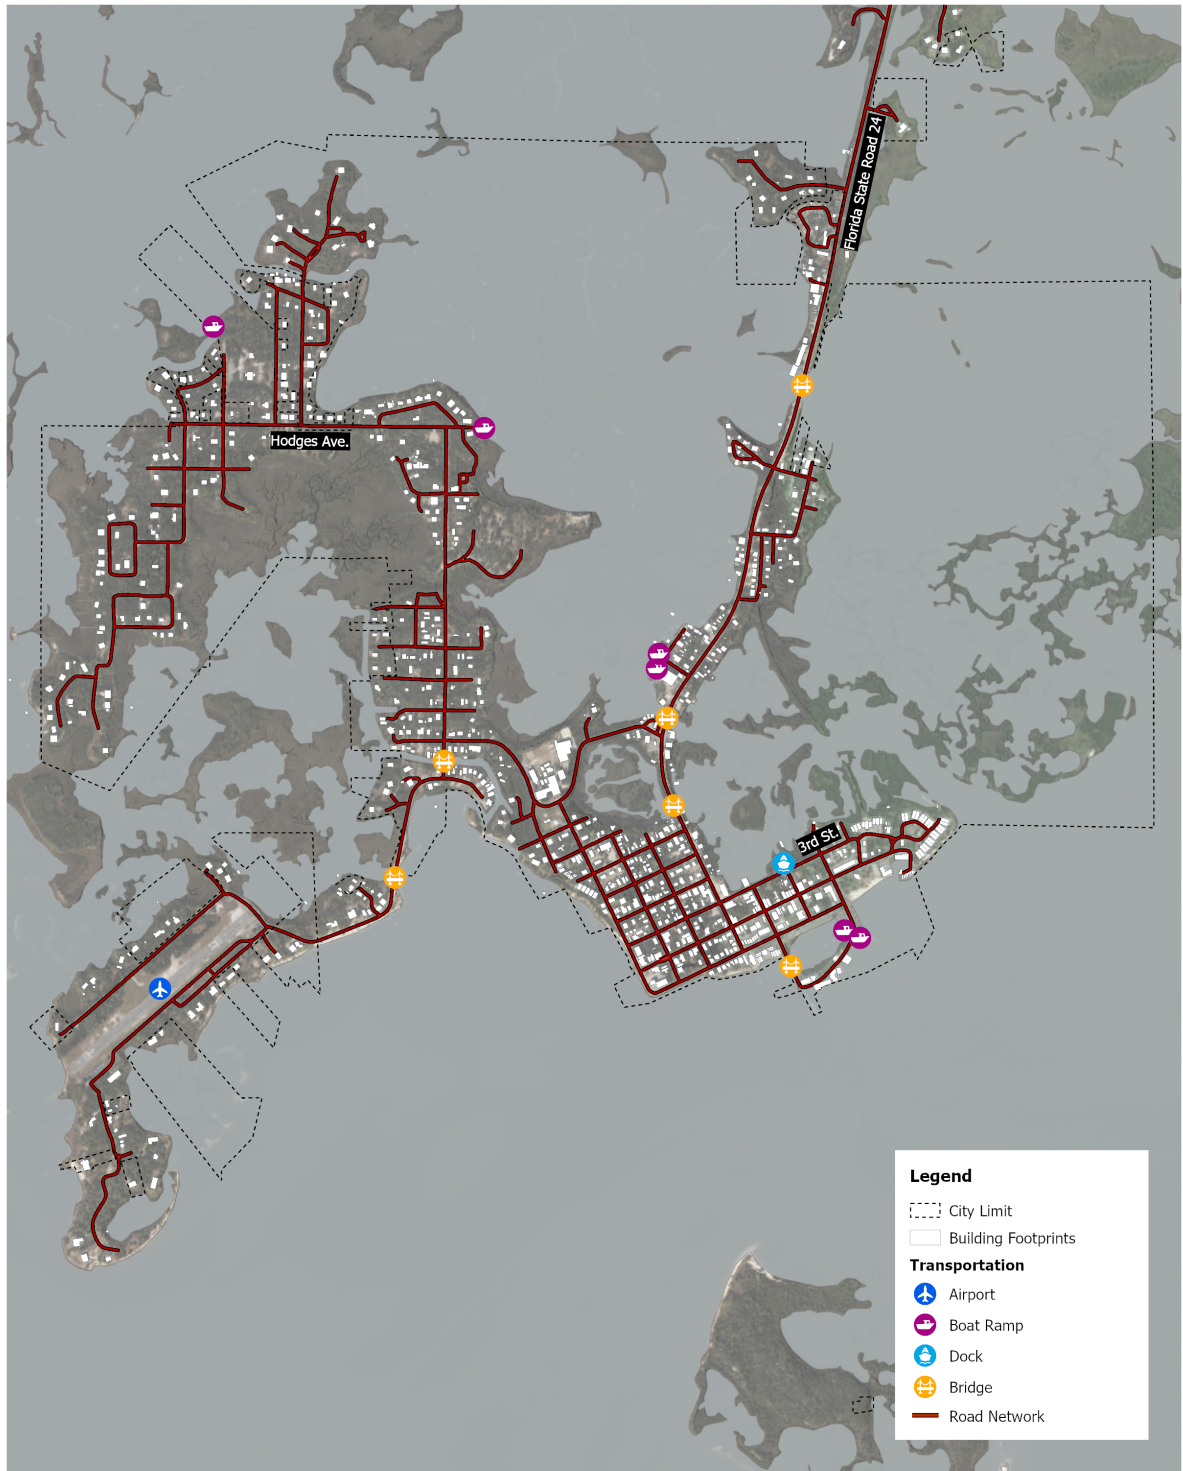 Florida State Road 24
Hodges Ave.
3rd St.
Legend
City Limit
Building Footprints
Transportation
Airport
Boat Ramp
Dock
Bridge
Road Network